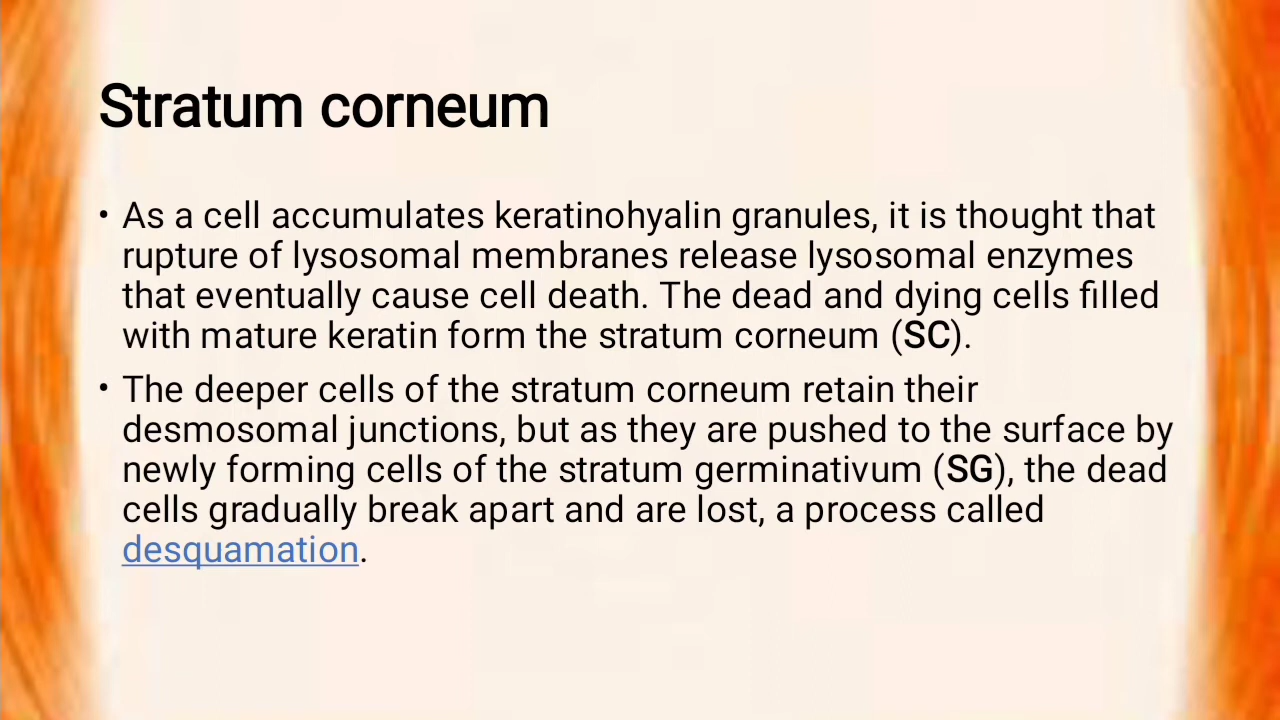 Stratum corneum
• As a cell accumulates keratinohyalin granules, it is thought that
rupture of lysosomal membranes release lysosomal enzymes
that eventually cause cell death. The dead and dying cells filled
with mature keratin form the stratum corneum (SC).
• The deeper cells of the stratum corneum retain their
desmosomal junctions, but as they are pushed to the surface by
newly forming cells of the stratum germinativum (SG), the dead
cells gradually break apart and are lost, a process called
desquamation.